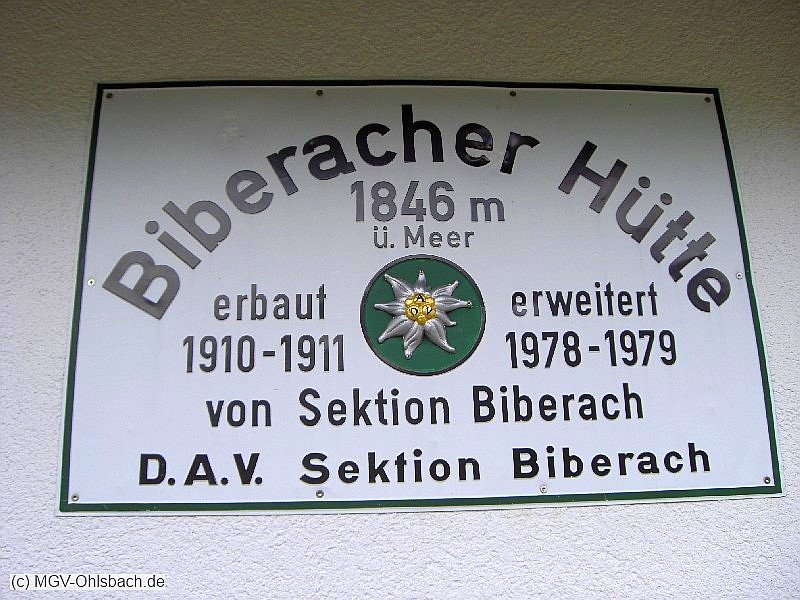 Biberacher Hütte
1846 m
ü. Meer
erbaut
1910-1911
erweitert
1978-1979
von Sektion Biberach
D.A.V. Sektion Biberach
(c) MGV-Ohlsbach.de